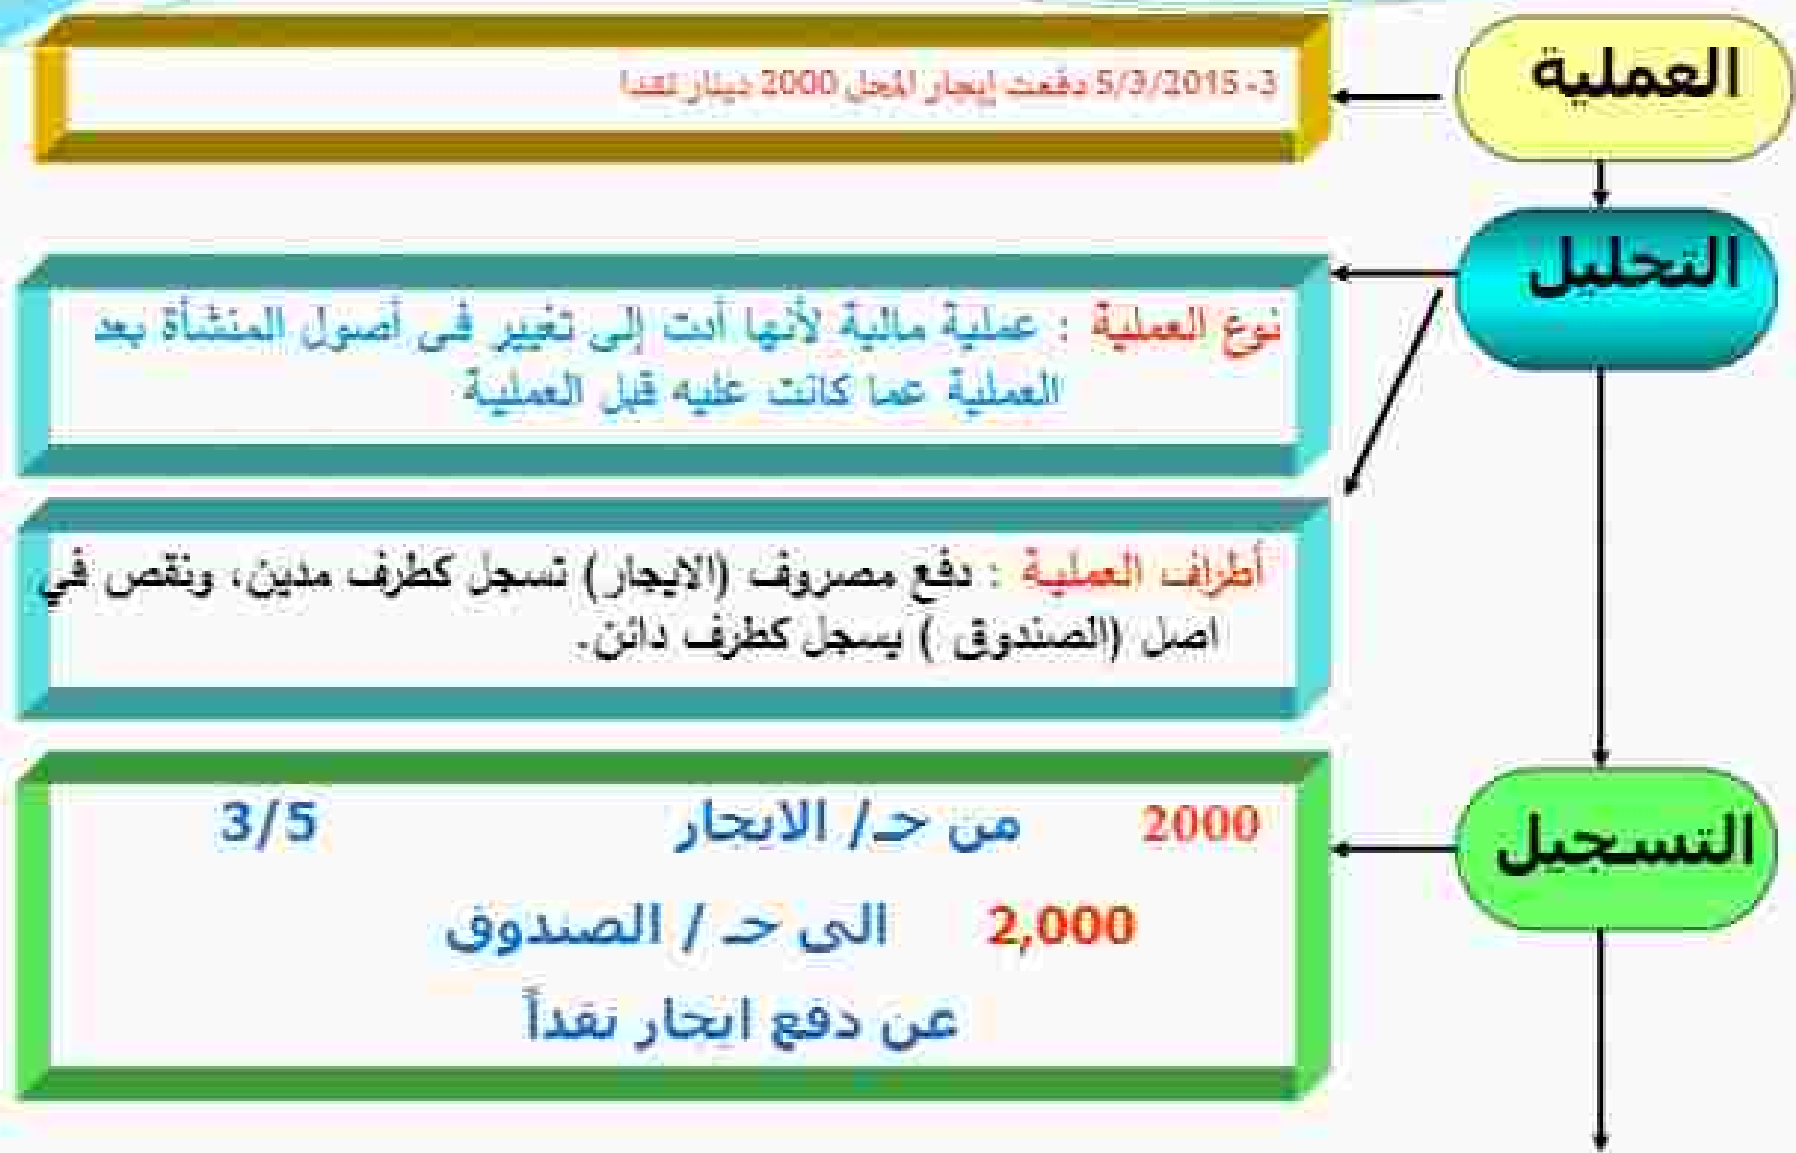 العملية
3- 5/3/2015 دفعت إيجار المحل 2000 دينار نقدا
التحليل
نوع العملية : عملية مالية لأنها أدت إلى تغيير في أصول المنشأة بعد
العملية عما كانت عليه قبل العملية
أطراف العملية : دفع مصروف (الايجار) تسجل كطرف مدين، ونقص في
اصل (الصندوق ) يسجل كطرف دائن.
التسجيل
2000 من حـ/ الايجار 3/5
2,000 الى حـ / الصندوق
عن دفع ايجار نقداً